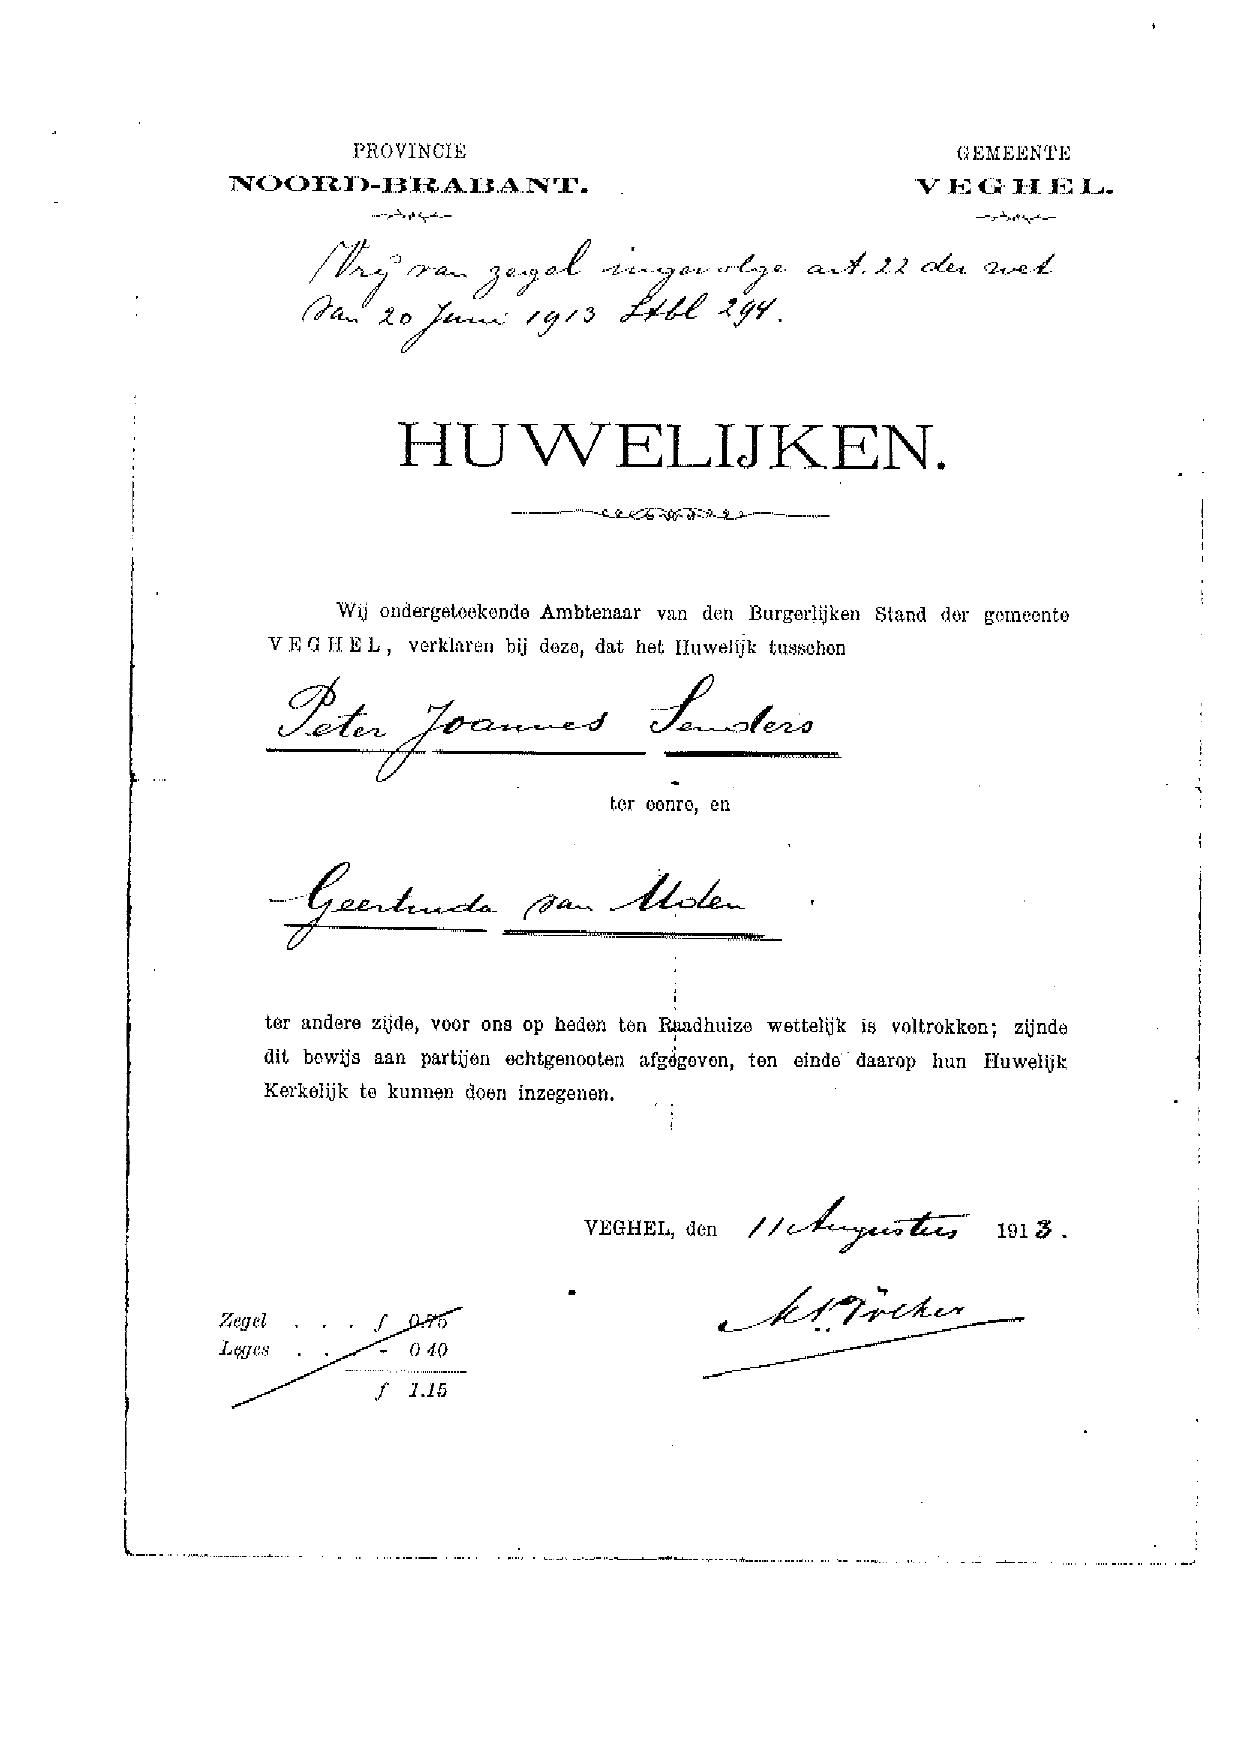 PROVINCIE
NOORD-BRABANT.
GEMEENTE
VEGHEL.
Vrij van zegel ingevolge art. 22 der wet
van 20 Juni 1913 Stbl 294.
HUWELIJKEN.
Wij ondergeteekende Ambtenaar van den Burgerlijken Stand der gemeente
VEGHEL, verklaren bij deze, dat het Huwelijk tusschen
Peter Joannes Senders
ter eenre, en
Geertruda van Uden
ter andere zijde, voor ons op heden ten Raadhuize wettelijk is voltrokken; zijnde
dit bewijs aan partijen echtgenooten afgegeven, ten einde daarop hun Huwelijk
Kerkelijk te kunnen doen inzegenen.
VEGHEL, den 11 Augustus 1913.
Zegel . . . f 0.75
Leges . . . - 0 40
f 1.15